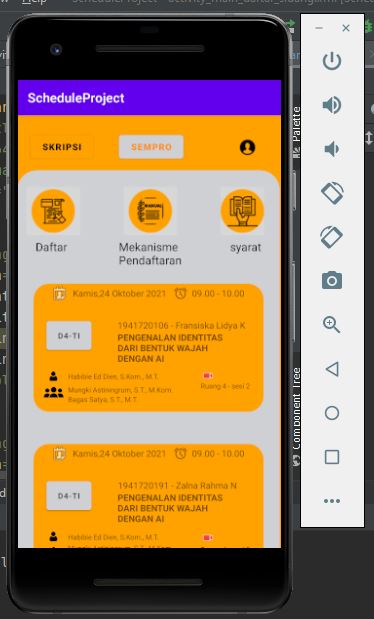 Help ScheduleProject - activity_main_daftar_sidang.xml [Sched
ScheduleProject
SKRIPSI SEMPRO
Daftar Mekanisme Pendaftaran syarat
Kamis,24 Oktober 2021 09.00 - 10.00
D4-TI
1941720106 - Fransiska Lidya K
PENGENALAN IDENTITAS
DARI BENTUK WAJAH
DENGAN AI
Habibie Ed Dien, S.Kom., M.T.
Mungki Astiningrum, S.T., M.Kom.
Bagas Satya, S.T., M.T.
Ruang 4 - sesi 2
Kamis,24 Oktober 2021 09.00 - 10.00
D4-TI
1941720191 - Zalna Rahma N
PENGENALAN IDENTITAS
DARI BENTUK WAJAH
DENGAN AI
Habibie Ed Dien, S.Kom., M.T.
Palette
Component Tree